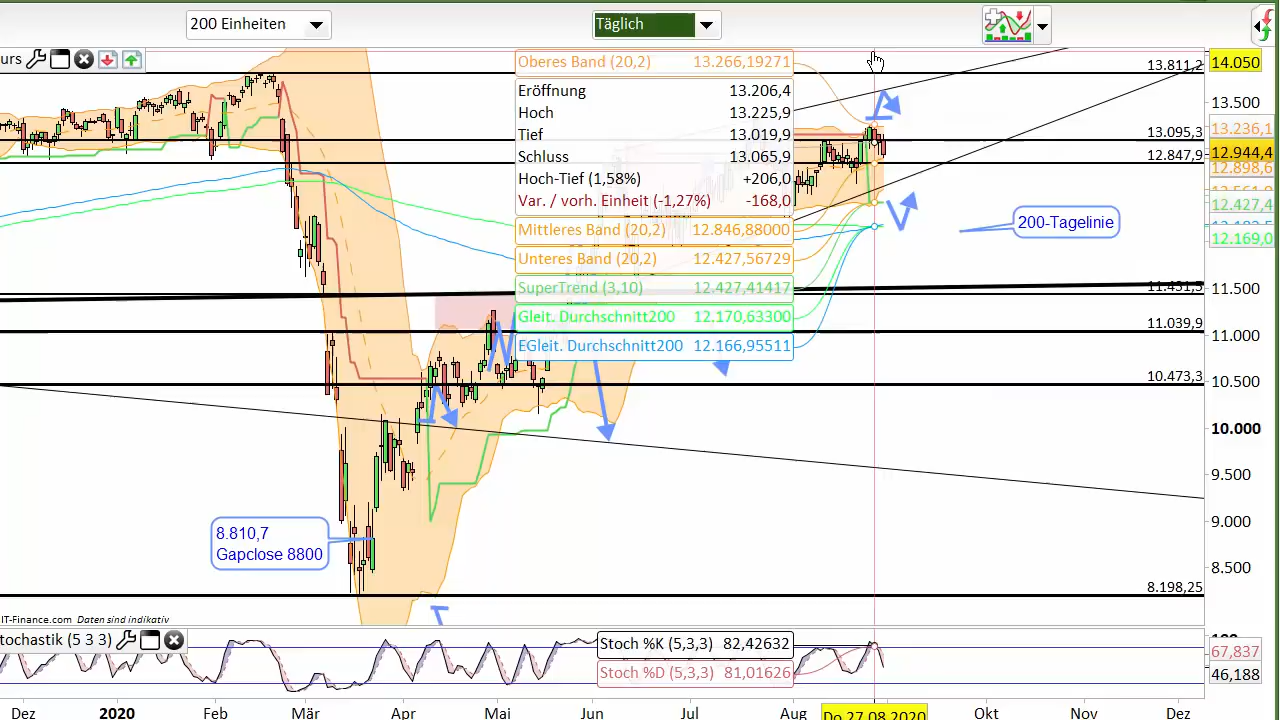 200 Einheiten
Täglich
urs
14.050
13.811,2
13.500
13.236,1
13.095,3
12.944,4
12.898,6
12.847,9
12.427,4
12.169,0
11.500
11.451,3
11.039,9
11.000
10.500
10.473,3
10.000
9.500
9.000
8.500
8.198,25
Oberes Band (20,2) 13.266,19271
Eröffnung 13.206,4
Hoch 13.225,9
Tief 13.019,9
Schluss 13.065,9
Hoch-Tief (1,58%) +206,0
Var. / vorh. Einheit (-1,27%) -168,0
Mittleres Band (20,2) 12.846,88000
Unteres Band (20,2) 12.427,56729
SuperTrend (3,10) 12.427,41417
Gleit. Durchschnitt200 12.170,63300
EGleit. Durchschnitt200 12.166,95511
200-Tagelinie
8.810,7
Gapclose 8800
IT-Finance.com Daten sind indikativ
tochastik (5 3 3)
Stoch %K (5,3,3) 82,42632
Stoch %D (5,3,3) 81,01626
67,837
46,188
Dez 2020 Feb Mär Apr Mai Jun Jul Aug Do 27.08.2020 Okt Nov Dez